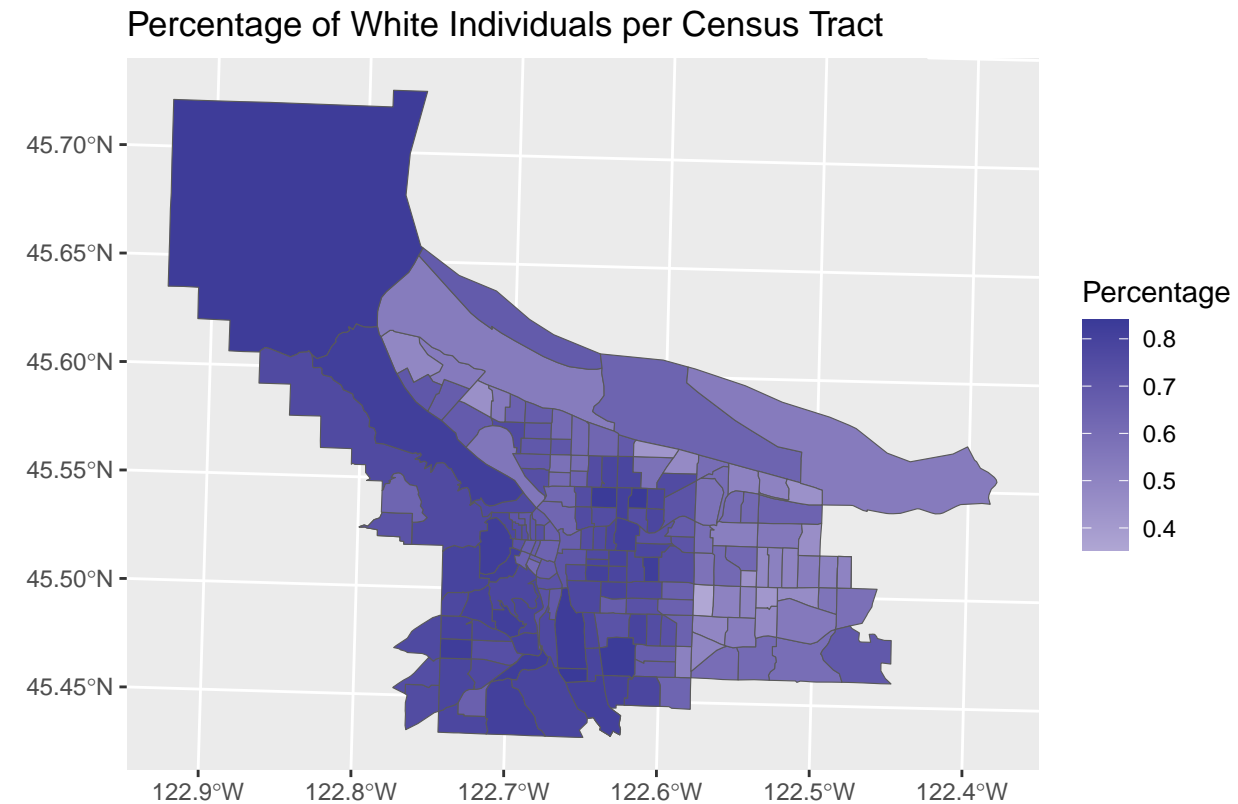 Percentage of White Individuals per Census Tract
45.70°N
45.65°N
45.60°N
45.55°N
45.50°N
45.45°N
122.9°W 122.8°W 122.7°W 122.6°W 122.5°W 122.4°W
Percentage
0.8
0.7
0.6
0.5
0.4